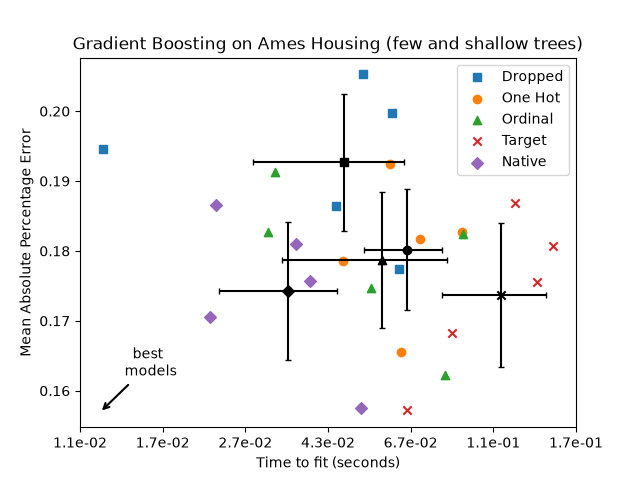 Gradient Boosting on Ames Housing (few and shallow trees)
Dropped
One Hot
Ordinal
Target
Native
Mean Absolute Percentage Error
0.20
0.19
0.18
0.17
0.16
best
models
1.1e-02 1.7e-02 2.7e-02 4.3e-02 6.7e-02 1.1e-01 1.7e-01
Time to fit (seconds)